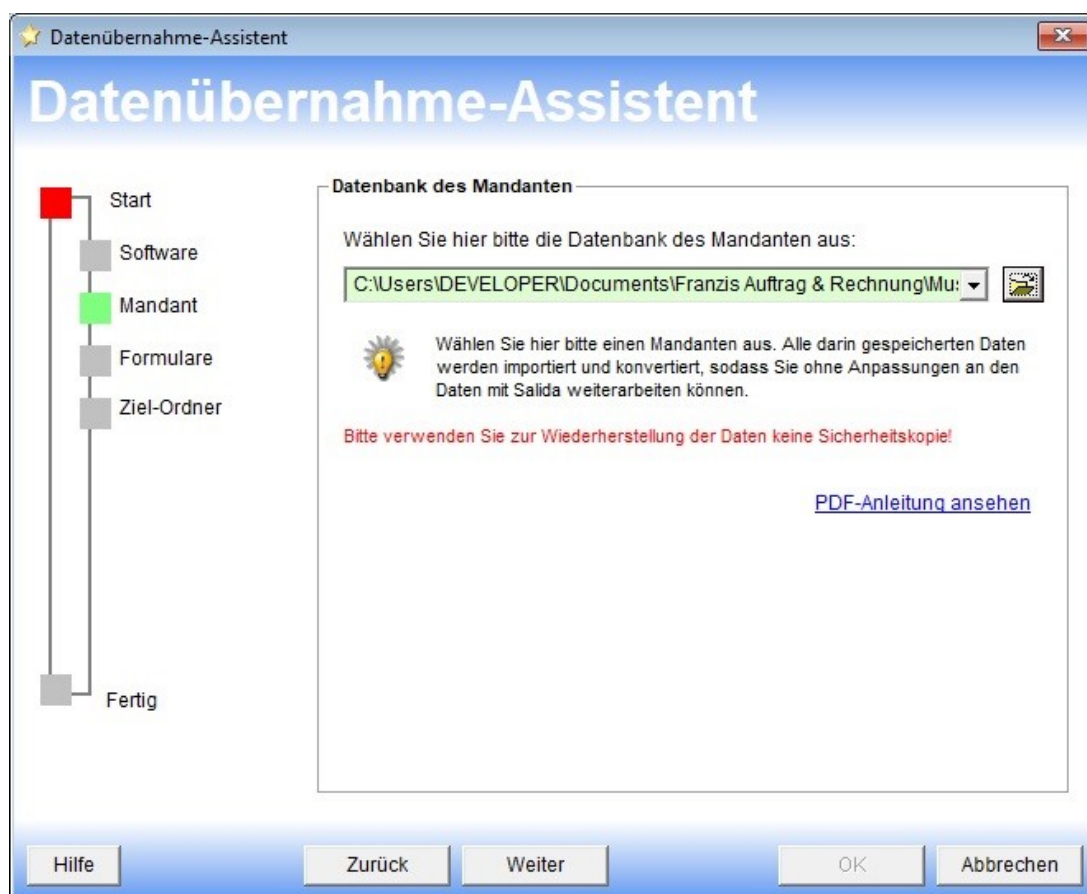 Datenübernahme-Assistent
Datenübernahme-Assistent
Start
Software
Mandant
Formulare
Ziel-Ordner
Fertig
Datenbank des Mandanten
Wählen Sie hier bitte die Datenbank des Mandanten aus:
C:\Users\DEVELOPER\Documents\Franzis Auftrag & Rechnung\Mu
Wählen Sie hier bitte einen Mandanten aus. Alle darin gespeicherten Daten
werden importiert und konvertiert, sodass Sie ohne Anpassungen an den
Daten mit Salida weiterarbeiten können.
Bitte verwenden Sie zur Wiederherstellung der Daten keine Sicherheitskopie!
PDF-Anleitung ansehen
Hilfe
Zurück
Weiter
OK
Abbrechen